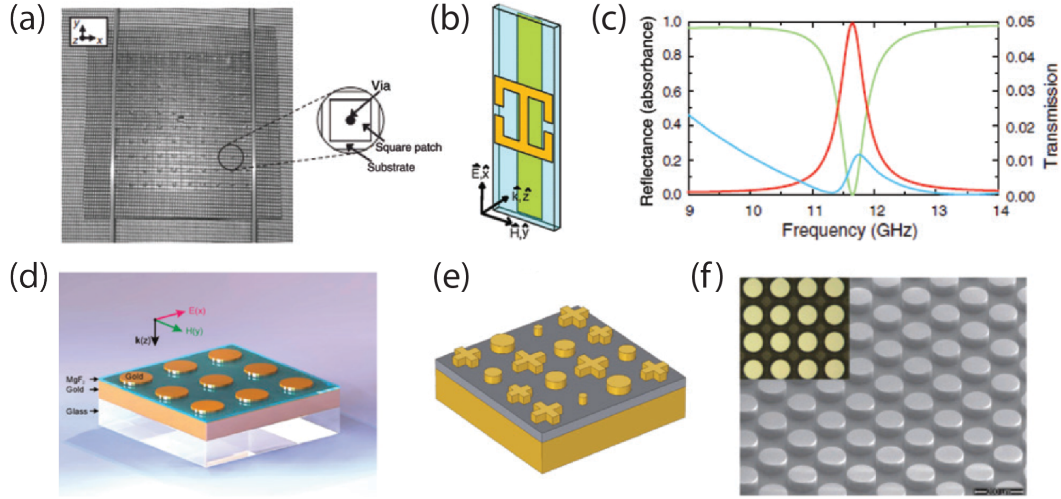 (a)
y
z x
Via
Square patch
Substrate
(b)
E,x
k,z
H,y
(c)
Reflectance (absorbance)
1.0
0.8
0.6
0.4
0.2
0.0
0.05
0.04
0.03
0.02
0.01
0.00
Transmission
9 10 11 12 13 14
Frequency (GHz)
(d)
E(x)
H(y)
k(z)
Gold
MgF₂
Gold
Glass
(e)
(f)